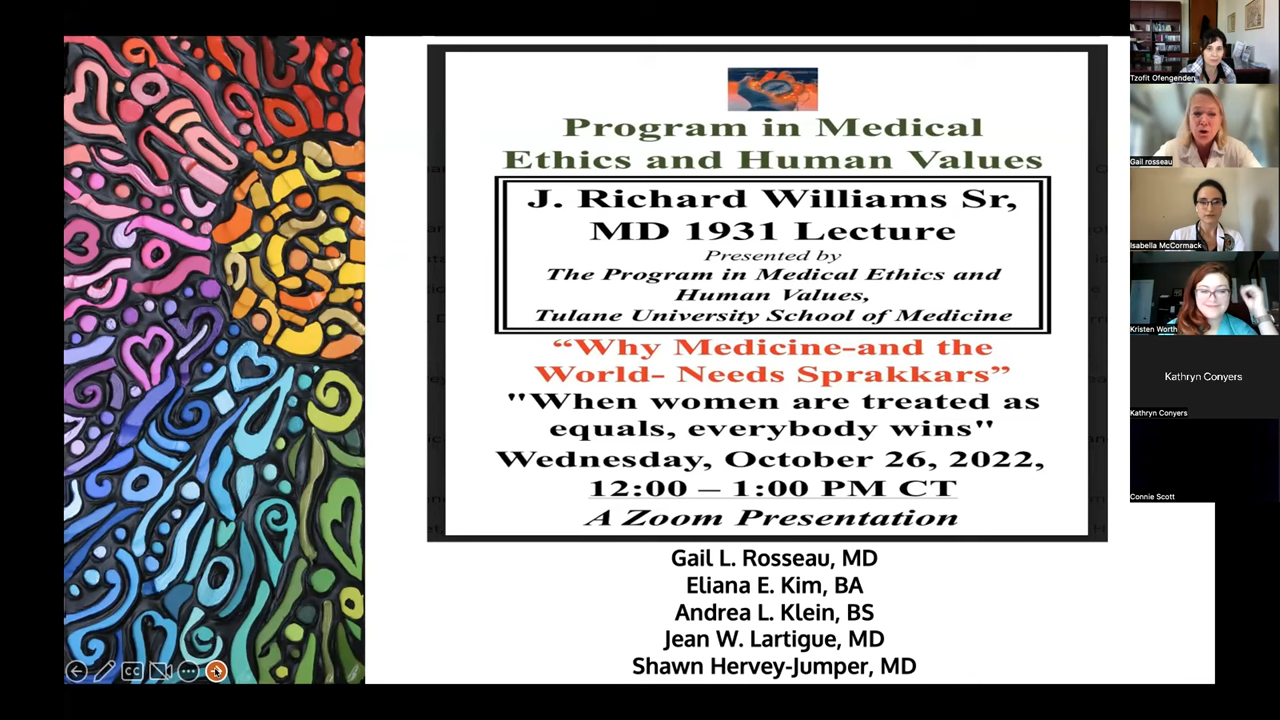 Program in Medical
Ethics and Human Values
J. Richard Williams Sr,
MD 1931 Lecture
Presented by
The Program in Medical Ethics and
Human Values,
Tulane University School of Medicine
“Why Medicine-and the
World- Needs Sprakkars”
"When women are treated as
equals, everybody wins"
Wednesday, October 26, 2022,
12:00 – 1:00 PM CT
A Zoom Presentation
Gail L. Rosseau, MD
Eliana E. Kim, BA
Andrea L. Klein, BS
Jean W. Lartigue, MD
Shawn Hervey-Jumper, MD
CC
Tzofit Ofengenden
Gail rosseau
Isabella McCormack
Kristen Worth
Kathryn Conyers
Kathryn Conyers
Connie Scott